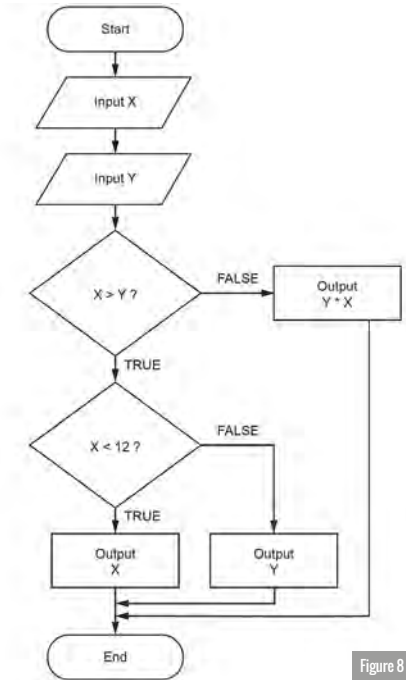 Start
Input X
Input Y
X > Y ?
FALSE
Output
Y * X
TRUE
X < 12 ?
FALSE
TRUE
Output
X
Output
Y
End
Figure 8